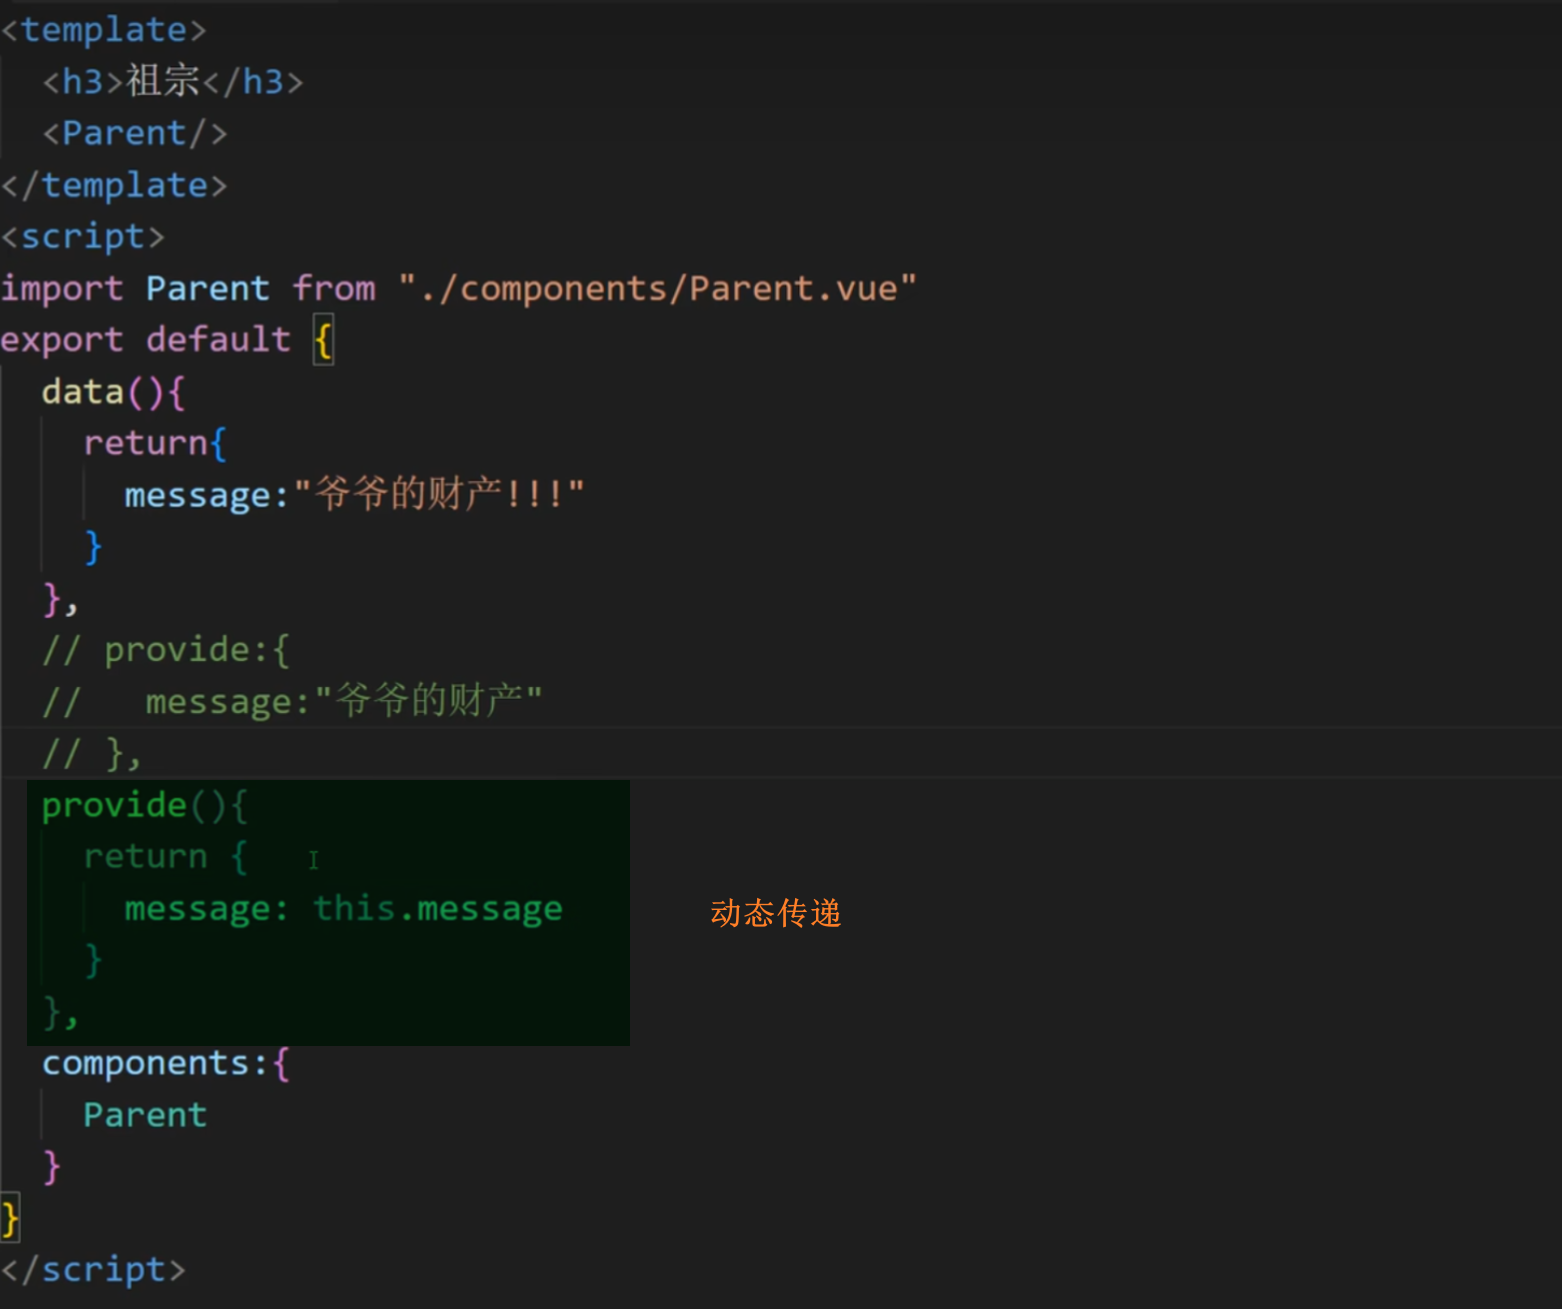 <template>
  <h3>祖宗</h3>
  <Parent/>
</template>
<script>
import Parent from "./components/Parent.vue"
export default {
  data(){
    return{
      message:"爷爷的财产!!!"
    }
  },
  // provide:{
  //   message:"爷爷的财产"
  // },
  provide(){
    return {
      message: this.message
动态传递
    }
  },
  components:{
    Parent
  }
}
</script>